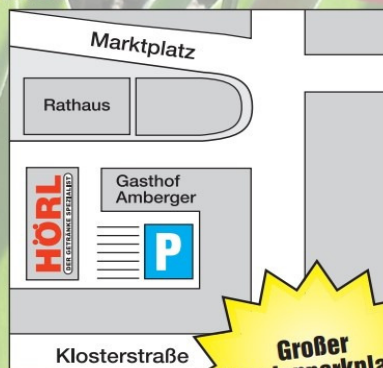 Marktplatz
Rathaus
Gasthof
Amberger
HÖRL
DER GETRÄNKE SPEZIALIST
P
Klosterstraße
Großer